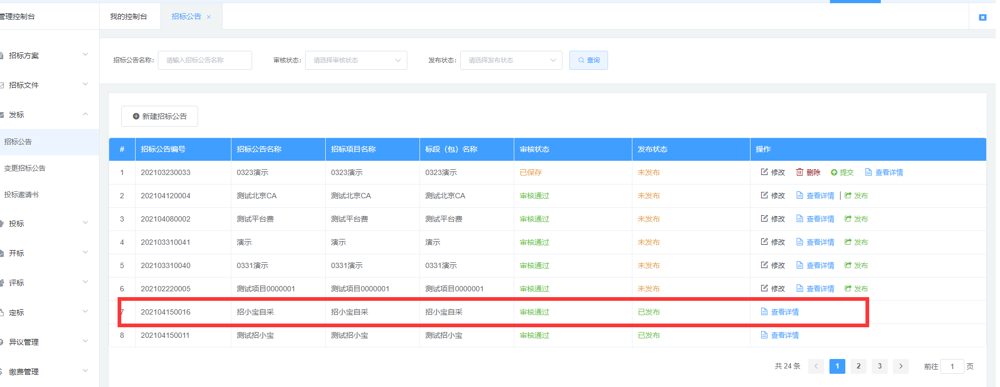 管理控制台
我的控制台
招标公告 ×
招标方案
招标文件
发标
招标公告
变更招标公告
投标邀请书
投标
开标
评标
定标
异议管理
缴费管理
招标公告名称: 请输入招标公告名称 审核状态: 请选择审核状态 发布状态: 请选择发布状态 查询
新建招标公告
# 招标公告编号 招标公告名称 招标项目名称 标段（包）名称 审核状态 发布状态 操作
1 202103230033 0323演示 0323演示 0323演示 已保存 未发布 修改 删除 提交 查看详情
2 202104120004 测试北京CA 测试北京CA 测试北京CA 审核通过 未发布 修改 查看详情 | 发布
3 202104080002 测试平台费 测试平台费 测试平台费 审核通过 未发布 修改 查看详情 发布
4 202103310041 演示 演示 演示 审核通过 未发布 修改 查看详情 发布
5 202103310040 0331演示 0331演示 0331演示 审核通过 未发布 修改 查看详情 发布
6 202102220005 测试项目0000001 测试项目0000001 测试项目0000001 审核通过 未发布 修改 查看详情 发布
7 202104150016 招小宝自采 招小宝自采 招小宝自采 审核通过 已发布 查看详情
8 202104150011 测试招小宝 测试招小宝 测试招小宝 审核通过 已发布 查看详情
共 24 条 < 1 2 3 > 前往 1 页